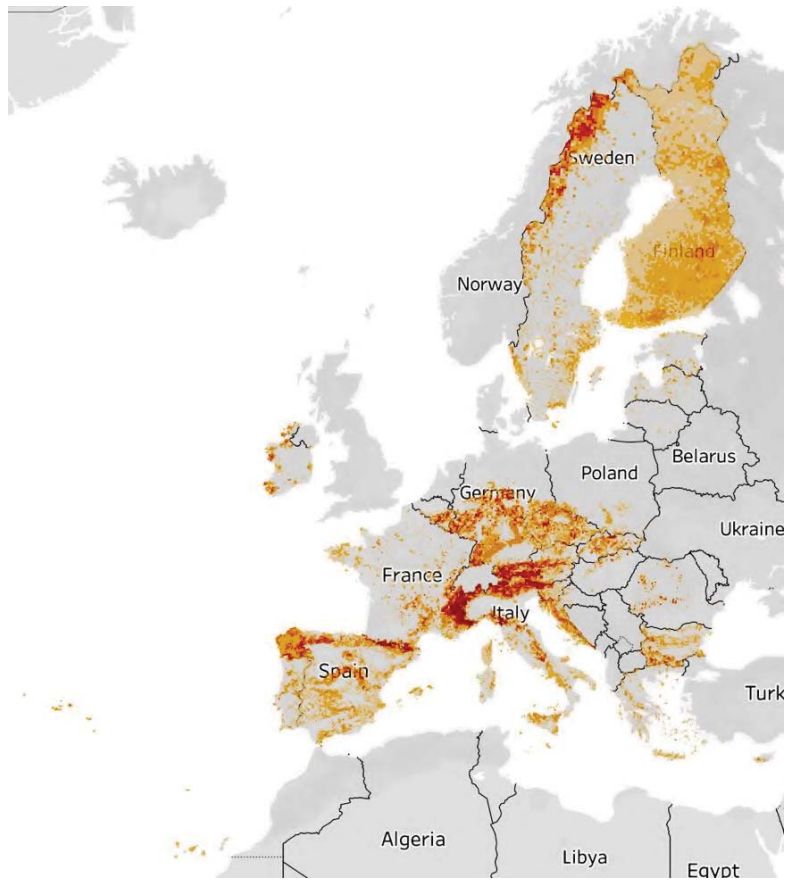 Sweden
Finland
Norway
Belarus
Poland
Germany
Ukraine
France
Italy
Spain
Turk
Algeria
Libya
Egypt